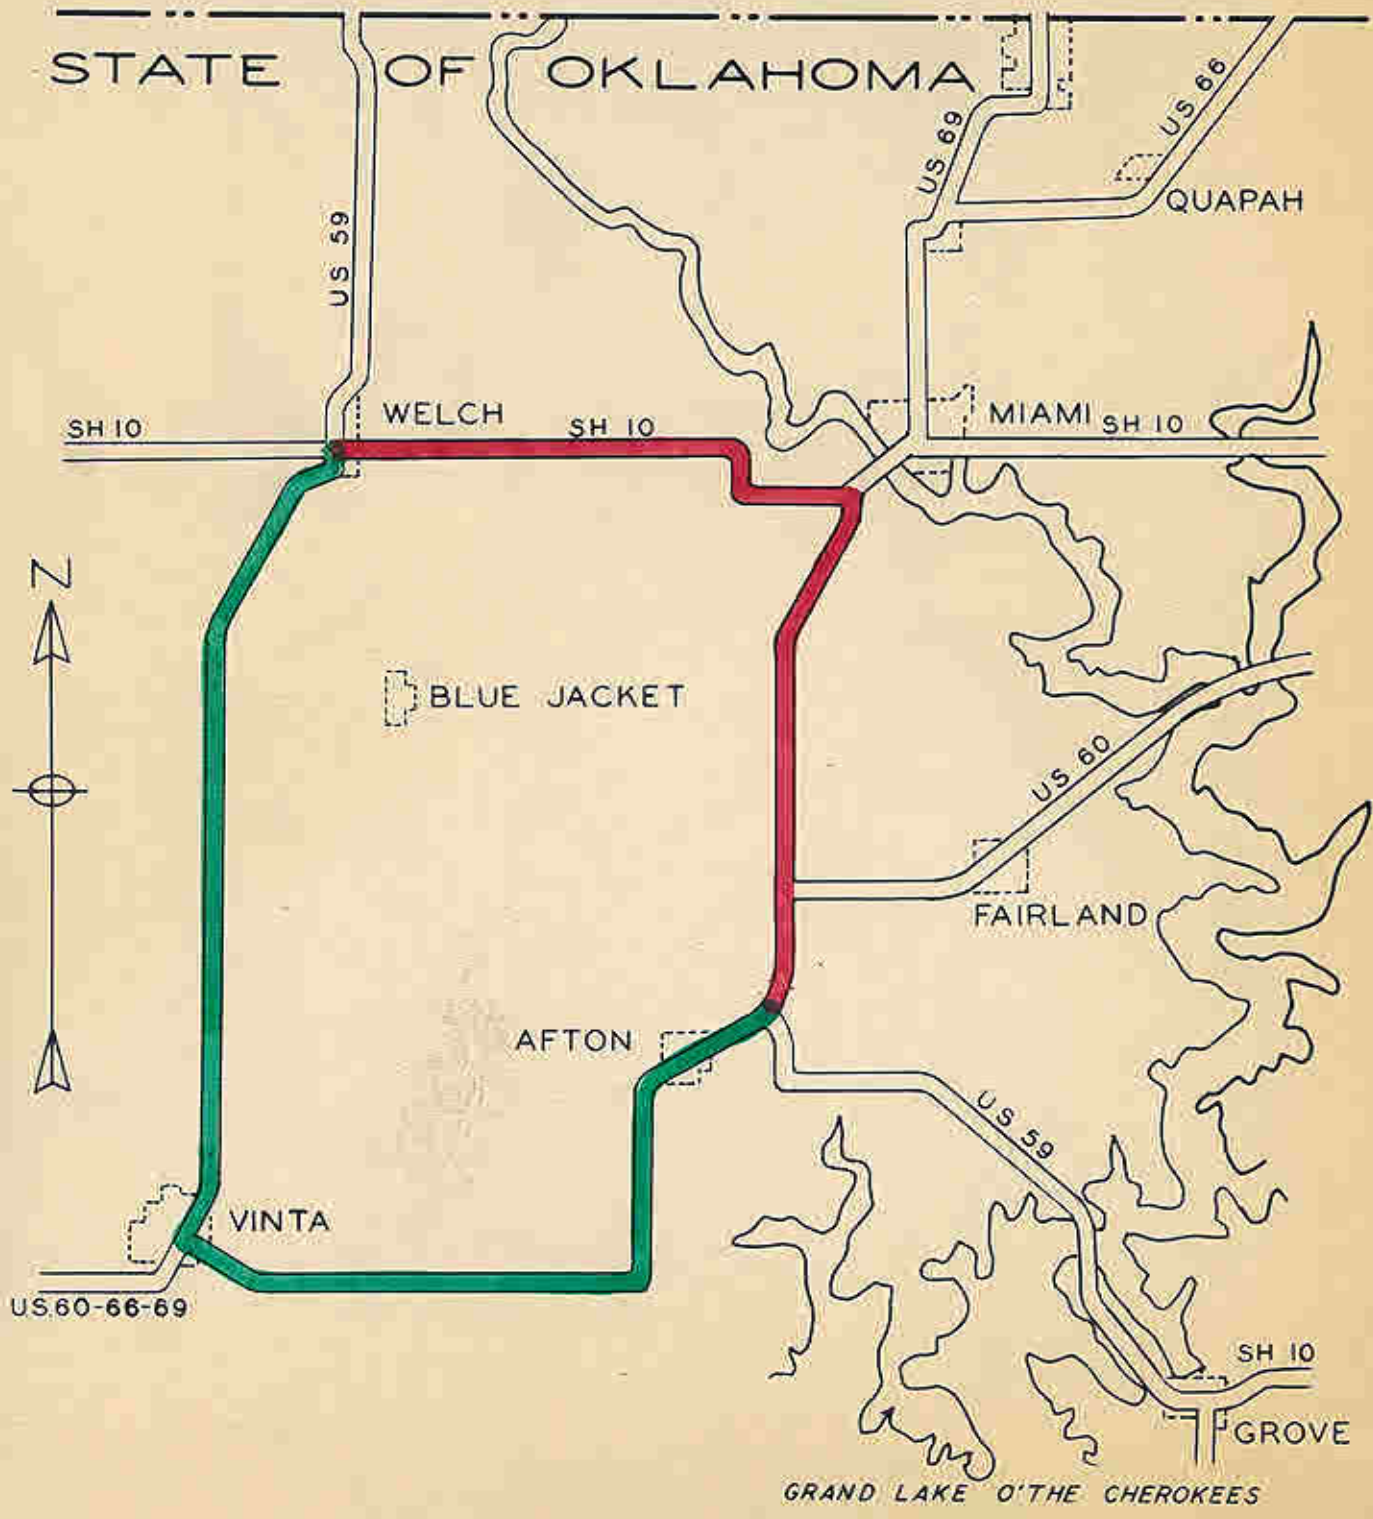 STATE OF OKLAHOMA
US 69
US 66
QUAPAH
US 59
WELCH
SH 10
SH 10
MIAMI
SH 10
N
BLUE JACKET
US 60
FAIRLAND
AFTON
US 59
VINTA
US.60-66-69
SH 10
GROVE
GRAND LAKE O'THE CHEROKEES